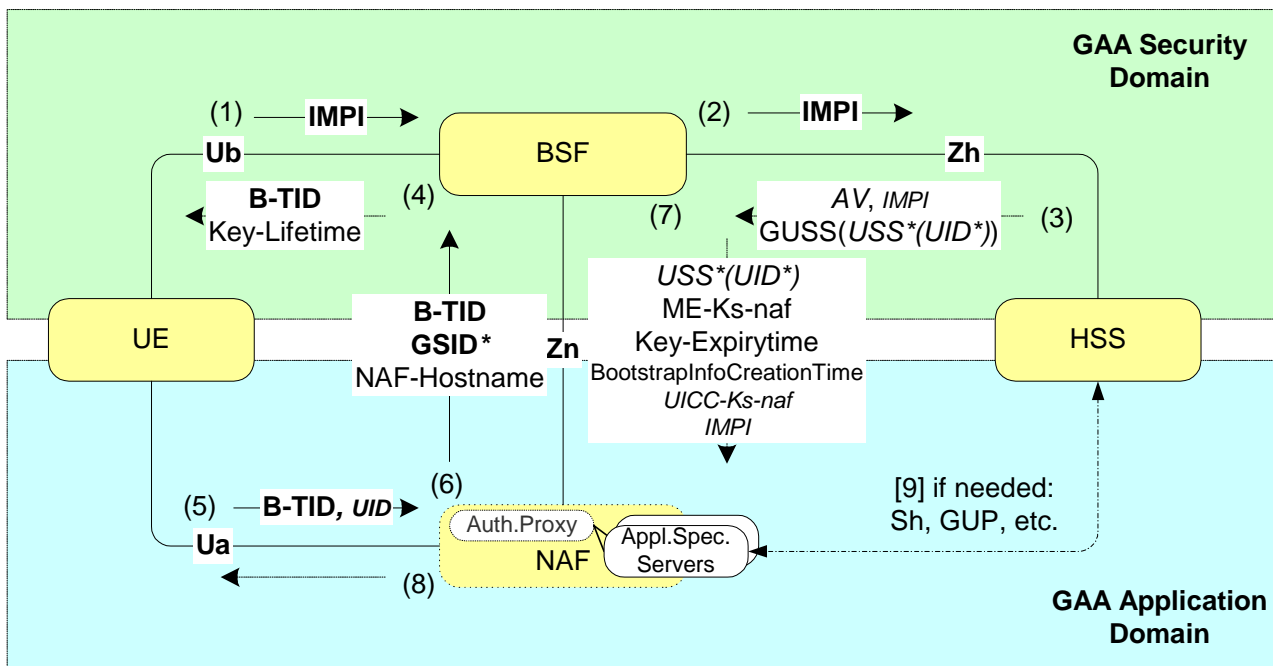 GAA Security
Domain
(1)
IMPI
(2)
IMPI
BSF
Ub
Zh
B-TID
Key-Lifetime
(4)
(7)
AV, IMPI
GUSS(USS*(UID*))
(3)
B-TID
GSID*
NAF-Hostname
Zn
USS*(UID*)
ME-Ks-naf
Key-Expirytime
BootstrapInfoCreationTime
UICC-Ks-naf
IMPI
UE
HSS
(5)
B-TID, UID
(6)
Ua
(8)
Auth.Proxy
NAF
Appl.Spec.
Servers
[9] if needed:
Sh, GUP, etc.
GAA Application
Domain